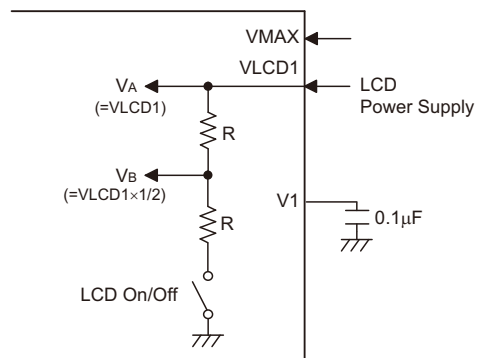 VMAX
VLCD1
VA
(=VLCD1)
LCD
Power Supply
R
VB
(=VLCD1×1/2)
V1
0.1μF
R
LCD On/Off